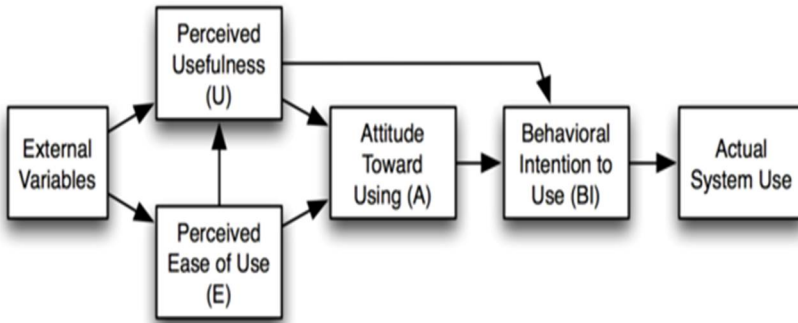 Perceived
Usefulness
(U)
External
Variables
Perceived
Ease of Use
(E)
Attitude
Toward
Using (A)
Behavioral
Intention to
Use (BI)
Actual
System Use